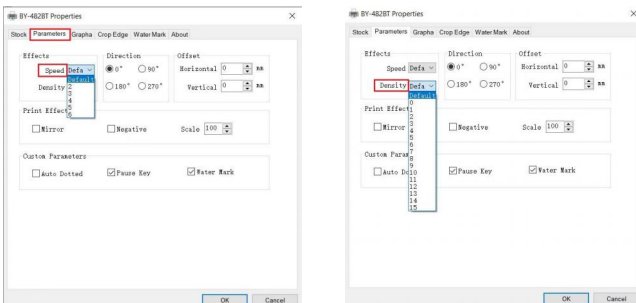 BY-482BT Properties
Stock Parameters Grapha Crop Edge Water Mark About
Effects Direction Offset
Speed Defa 0° 90° Horizontal 0 mm
Default
Density 180° 270° Vertical 0 mm
2
3
4
5
6
Print Effect
Mirror Negative Scale 100
Custom Parameters
Auto Dotted Pause Key Water Mark
OK Cancel
BY-482BT Properties
Stock Parameters Grapha Crop Edge Water Mark About
Effects Direction Offset
Speed Defa 0° 90° Horizontal 0 mm
Density Defa 180° 270° Vertical 0 mm
Default
0
1
2
3
4
5
6
7
8
9
10
11
12
13
14
15
Print Effect
Mirror Negative Scale 100
Custom Param
Auto Do Pause Key Water Mark
OK Cancel